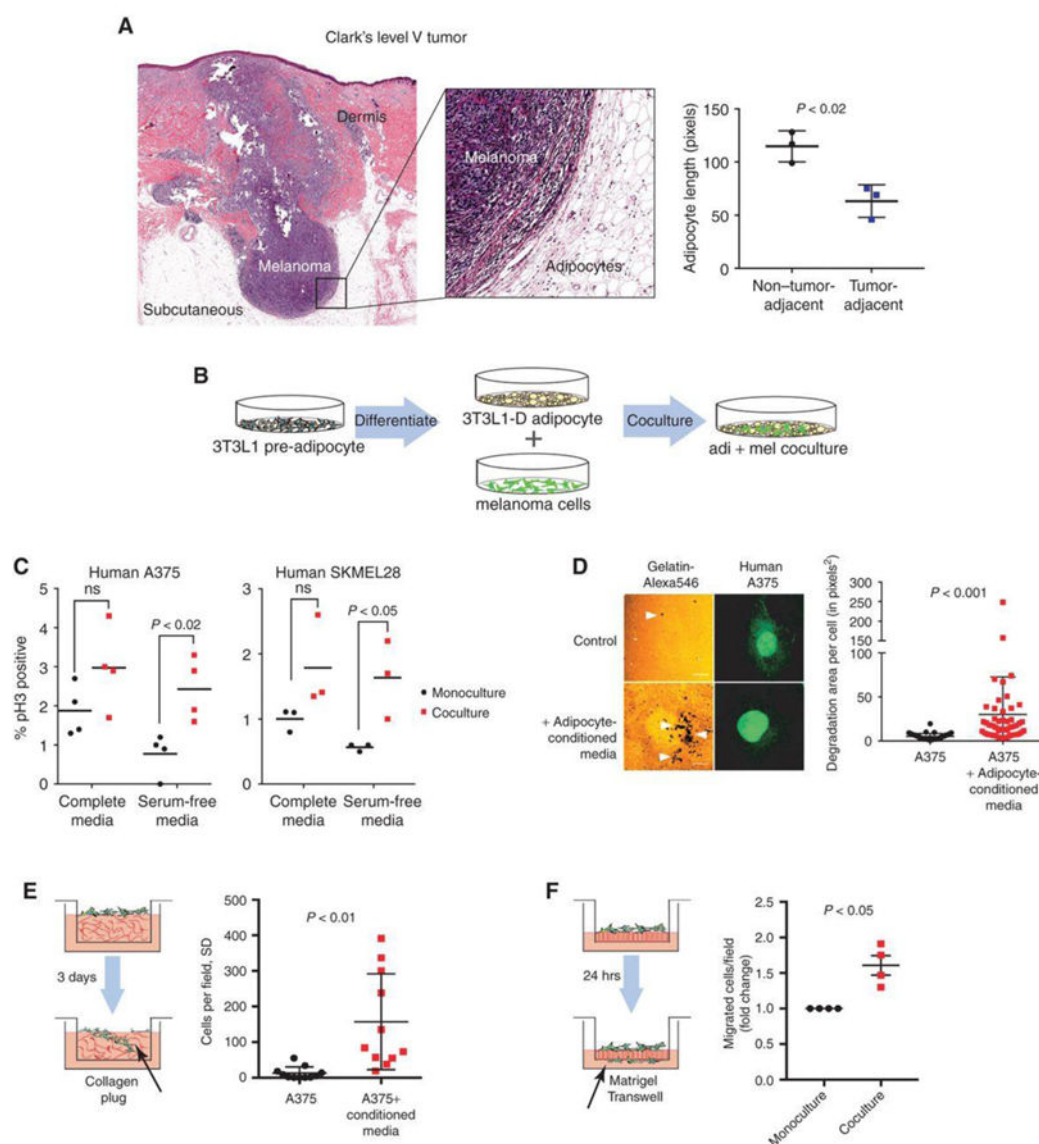 A
Clark's level V tumor
Dermis
Melanoma
Subcutaneous
Melanoma
Adipocytes
Adipocyte length (pixels)
150
100
50
0
P < 0.02
Non–tumor-
adjacent
Tumor-
adjacent
B
3T3L1 pre-adipocyte
Differentiate
3T3L1-D adipocyte
+
melanoma cells
Coculture
adi + mel coculture
C
Human A375
% pH3 positive
5
4
3
2
1
0
ns
P < 0.02
Complete
media
Serum-free
media
Human SKMEL28
3
2
1
0
ns
P < 0.05
Complete
media
Serum-free
media
Monoculture
Coculture
D
Gelatin-
Alexa546
Human
A375
Control
+ Adipocyte-
conditioned
media
Degradation area per cell (in pixels²)
300
250
200
150
100
50
0
P < 0.001
A375
A375
+ Adipocyte-
conditioned
media
E
3 days
Collagen
plug
Cells per field, SD
500
400
300
200
100
0
P < 0.01
A375
A375+
conditioned
media
F
24 hrs
Matrigel
Transwell
Migrated cells/field
(fold change)
2.5
2.0
1.5
1.0
0.5
0.0
P < 0.05
Monoculture
Coculture